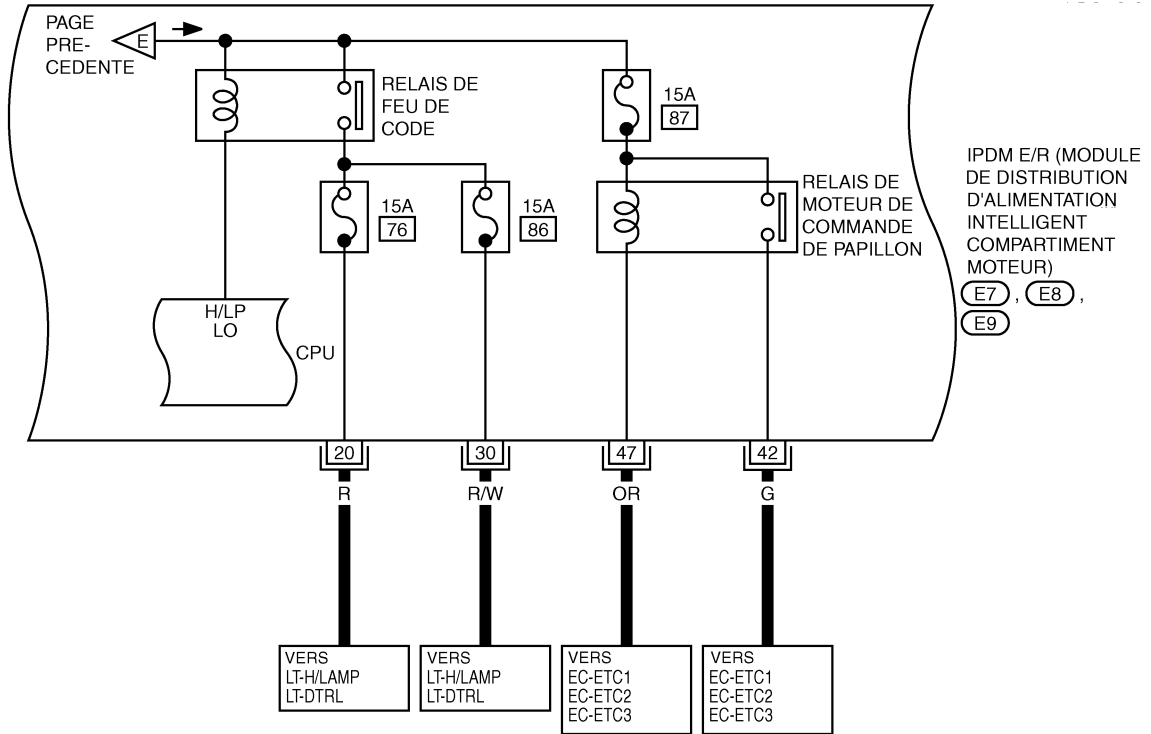 PAGE
PRE-
CEDENTE
E
RELAIS DE
FEU DE
CODE
15A
87
15A
76
15A
86
RELAIS DE
MOTEUR DE
COMMANDE
DE PAPILLON
IPDM E/R (MODULE
DE DISTRIBUTION
D'ALIMENTATION
INTELLIGENT
COMPARTIMENT
MOTEUR)
E7 , E8 ,
E9
H/LP
LO
CPU
20
30
47
42
R
R/W
OR
G
VERS
LT-H/LAMP
LT-DTRL
VERS
LT-H/LAMP
LT-DTRL
VERS
EC-ETC1
EC-ETC2
EC-ETC3
VERS
EC-ETC1
EC-ETC2
EC-ETC3